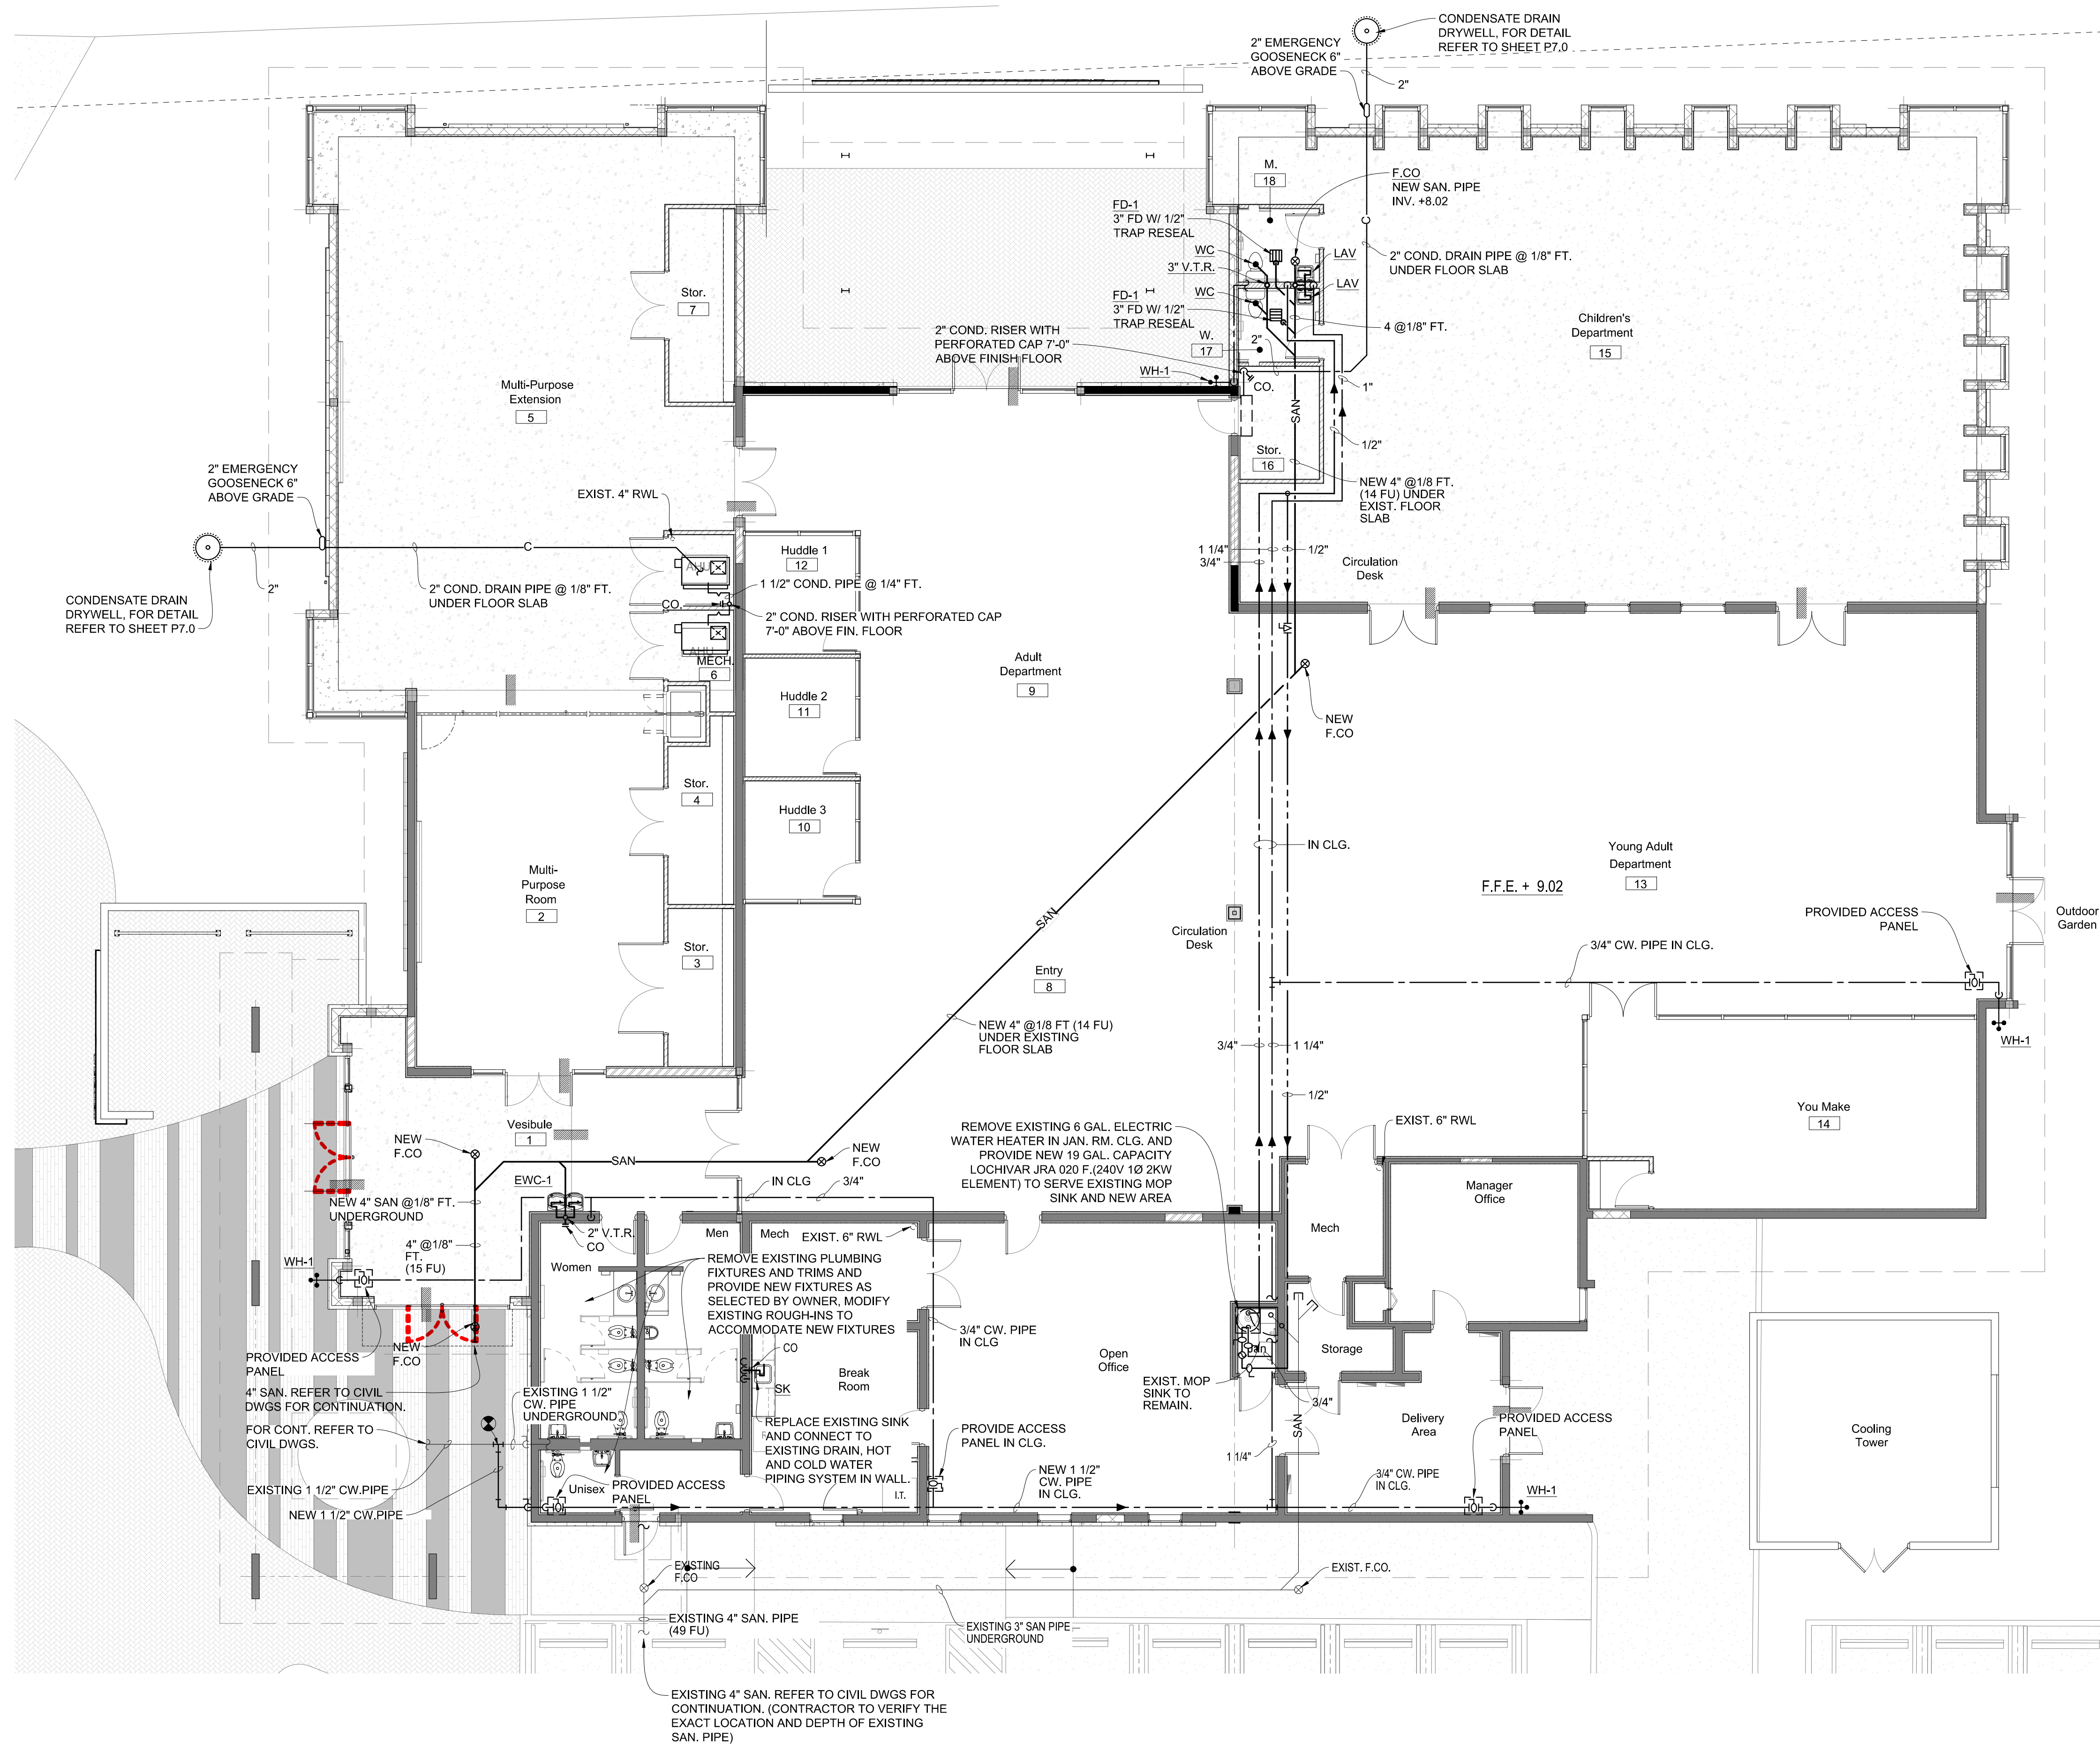 CONDENSATE DRAIN
DRYWELL, FOR DETAIL
REFER TO SHEET P7.0
2" EMERGENCY
GOOSENECK 6"
ABOVE GRADE
2"
M.
18
F.CO
NEW SAN. PIPE
INV. +8.02
FD-1
3" FD W/ 1/2"
TRAP RESEAL
C
WC
LAV
2" COND. DRAIN PIPE @ 1/8" FT.
UNDER FLOOR SLAB
3" V.T.R.
LAV
WC
FD-1
3" FD W/ 1/2"
TRAP RESEAL
4 @1/8" FT.
Stor.
7
Children's
Department
15
2" COND. RISER WITH
PERFORATED CAP 7'-0"
ABOVE FINISH FLOOR
W.
17
2"
WH-1
CO.
1"
Multi-Purpose
Extension
5
SAN
1/2"
Stor.
16
2" EMERGENCY
GOOSENECK 6"
ABOVE GRADE
EXIST. 4" RWL
NEW 4" @1/8 FT.
(14 FU) UNDER
EXIST. FLOOR
SLAB
C
Huddle 1
12
1 1/4"
3/4"
1/2"
Circulation
Desk
AHU
2"
2" COND. DRAIN PIPE @ 1/8" FT.
UNDER FLOOR SLAB
1 1/2" COND. PIPE @ 1/4" FT.
CO.
CONDENSATE DRAIN
DRYWELL, FOR DETAIL
REFER TO SHEET P7.0
2" COND. RISER WITH PERFORATED CAP
7'-0" ABOVE FIN. FLOOR
AHU
MECH.
6
Adult
Department
9
Huddle 2
11
NEW
F.CO
Stor.
4
Huddle 3
10
IN CLG.
Young Adult
Department
13
F.F.E. + 9.02
Multi-
Purpose
Room
2
SAN
PROVIDED ACCESS
PANEL
Outdoor
Garden
Circulation
Desk
3/4" CW. PIPE IN CLG.
Stor.
3
Entry
8
NEW 4" @1/8 FT (14 FU)
UNDER EXISTING
FLOOR SLAB
3/4"
1 1/4"
WH-1
1/2"
You Make
14
Vesibule
1
NEW
F.CO
REMOVE EXISTING 6 GAL. ELECTRIC
WATER HEATER IN JAN. RM. CLG. AND
PROVIDE NEW 19 GAL. CAPACITY
LOCHIVAR JRA 020 F.(240V 1Ø 2KW
ELEMENT) TO SERVE EXISTING MOP
SINK AND NEW AREA
EXIST. 6" RWL
SAN
NEW
F.CO
EWC-1
IN CLG
3/4"
Manager
Office
NEW 4" SAN @1/8" FT.
UNDERGROUND
2" V.T.R.
CO
Men
Mech
EXIST. 6" RWL
Mech
4" @1/8"
FT.
(15 FU)
WH-1
Women
REMOVE EXISTING PLUMBING
FIXTURES AND TRIMS AND
PROVIDE NEW FIXTURES AS
SELECTED BY OWNER, MODIFY
EXISTING ROUGH-INS TO
ACCOMMODATE NEW FIXTURES
3/4" CW. PIPE
IN CLG
NEW
F.CO
PROVIDED ACCESS
PANEL
CO
Open
Office
Jan
Storage
Break
Room
4" SAN. REFER TO CIVIL
DWGS FOR CONTINUATION.
EXISTING 1 1/2"
CW. PIPE
UNDERGROUND
SK
EXIST. MOP
SINK TO
REMAIN.
3/4"
FOR CONT. REFER TO
CIVIL DWGS.
REPLACE EXISTING SINK
AND CONNECT TO
EXISTING DRAIN, HOT
AND COLD WATER
PIPING SYSTEM IN WALL.
PROVIDE ACCESS
PANEL IN CLG.
SAN
Delivery
Area
PROVIDED ACCESS
PANEL
Cooling
Tower
1 1/4"
EXISTING 1 1/2" CW.PIPE
NEW 1 1/2" CW.PIPE
Unisex
PROVIDED ACCESS
PANEL
I.T.
NEW 1 1/2"
CW. PIPE
IN CLG.
3/4" CW. PIPE
IN CLG.
WH-1
EXISTING
F.CO
EXIST. F.CO.
EXISTING 4" SAN. PIPE
(49 FU)
EXISTING 3" SAN PIPE
UNDERGROUND
EXISTING 4" SAN. REFER TO CIVIL DWGS FOR
CONTINUATION. (CONTRACTOR TO VERIFY THE
EXACT LOCATION AND DEPTH OF EXISTING
SAN. PIPE)